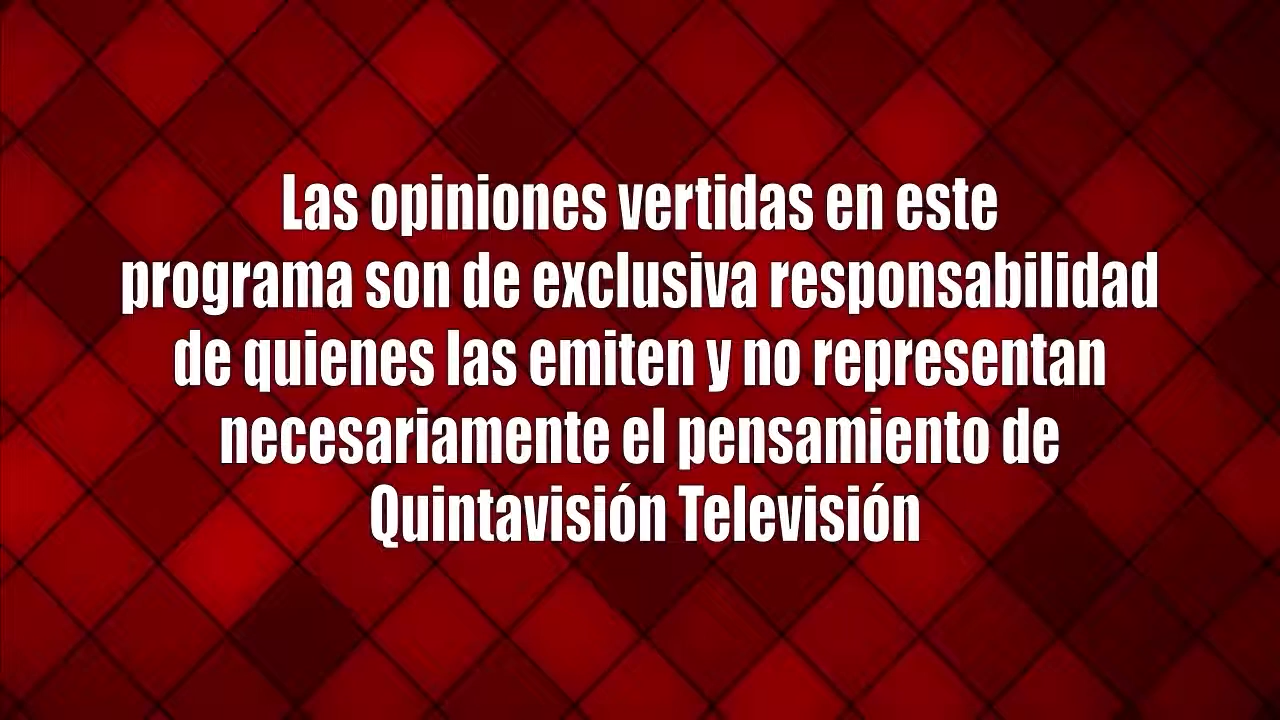 Las opiniones vertidas en este
programa son de exclusiva responsabilidad
de quienes las emiten y no representan
necesariamente el pensamiento de
Quintavisión Televisión